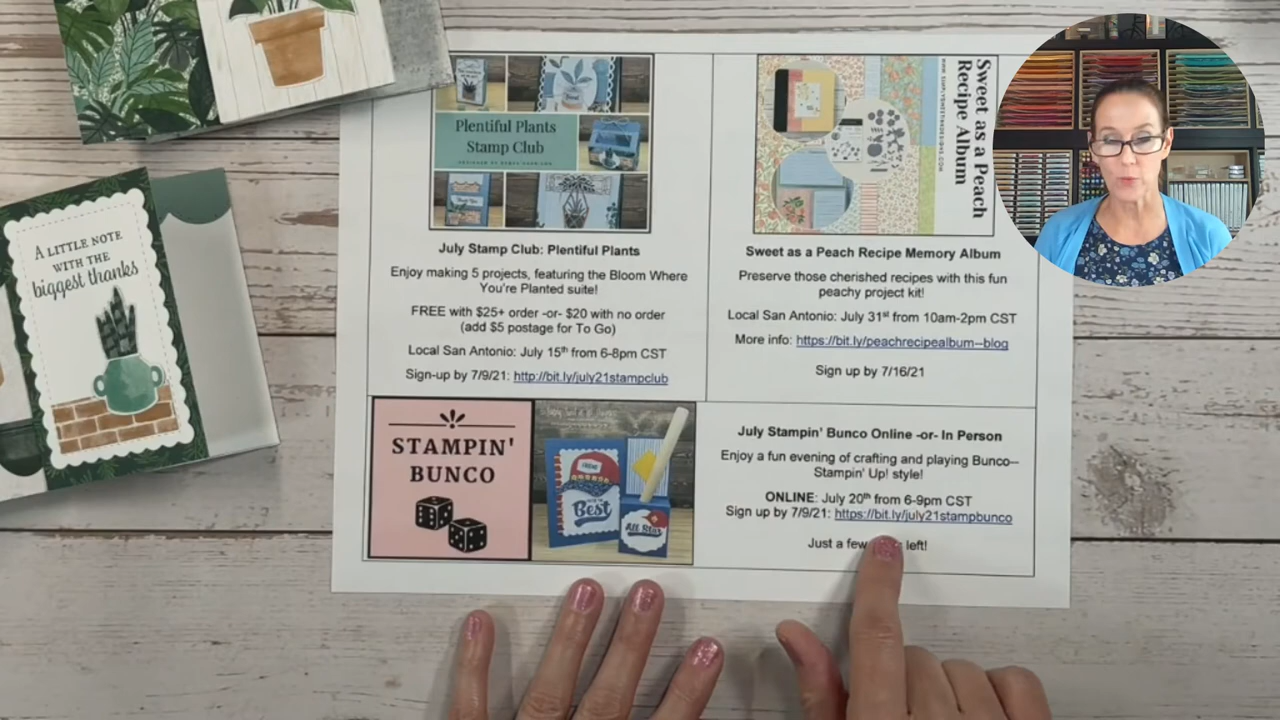 Plentiful Plants
Stamp Club
July Stamp Club: Plentiful Plants
Enjoy making 5 projects, featuring the Bloom Where
You're Planted suite!
FREE with $25+ order -or- $20 with no order
(add $5 postage for To Go)
Local San Antonio: July 15th from 6-8pm CST
Sign-up by 7/9/21: http://bit.ly/july21stampclub
Sweet as a Peach
Recipe Album
Sweet as a Peach Recipe Memory Album
Preserve those cherished recipes with this fun
peachy project kit!
Local San Antonio: July 31st from 10am-2pm CST
More info: https://bit.ly/peachrecipealbum--blog
Sign up by 7/16/21
A LITTLE NOTE
WITH THE
biggest thanks
STAMPIN'
BUNCO
Best
All Star
July Stampin' Bunco Online -or- In Person
Enjoy a fun evening of crafting and playing Bunco--
Stampin' Up! style!
ONLINE: July 20th from 6-9pm CST
Sign up by 7/9/21: https://bit.ly/july21stampbunco
Just a few left!